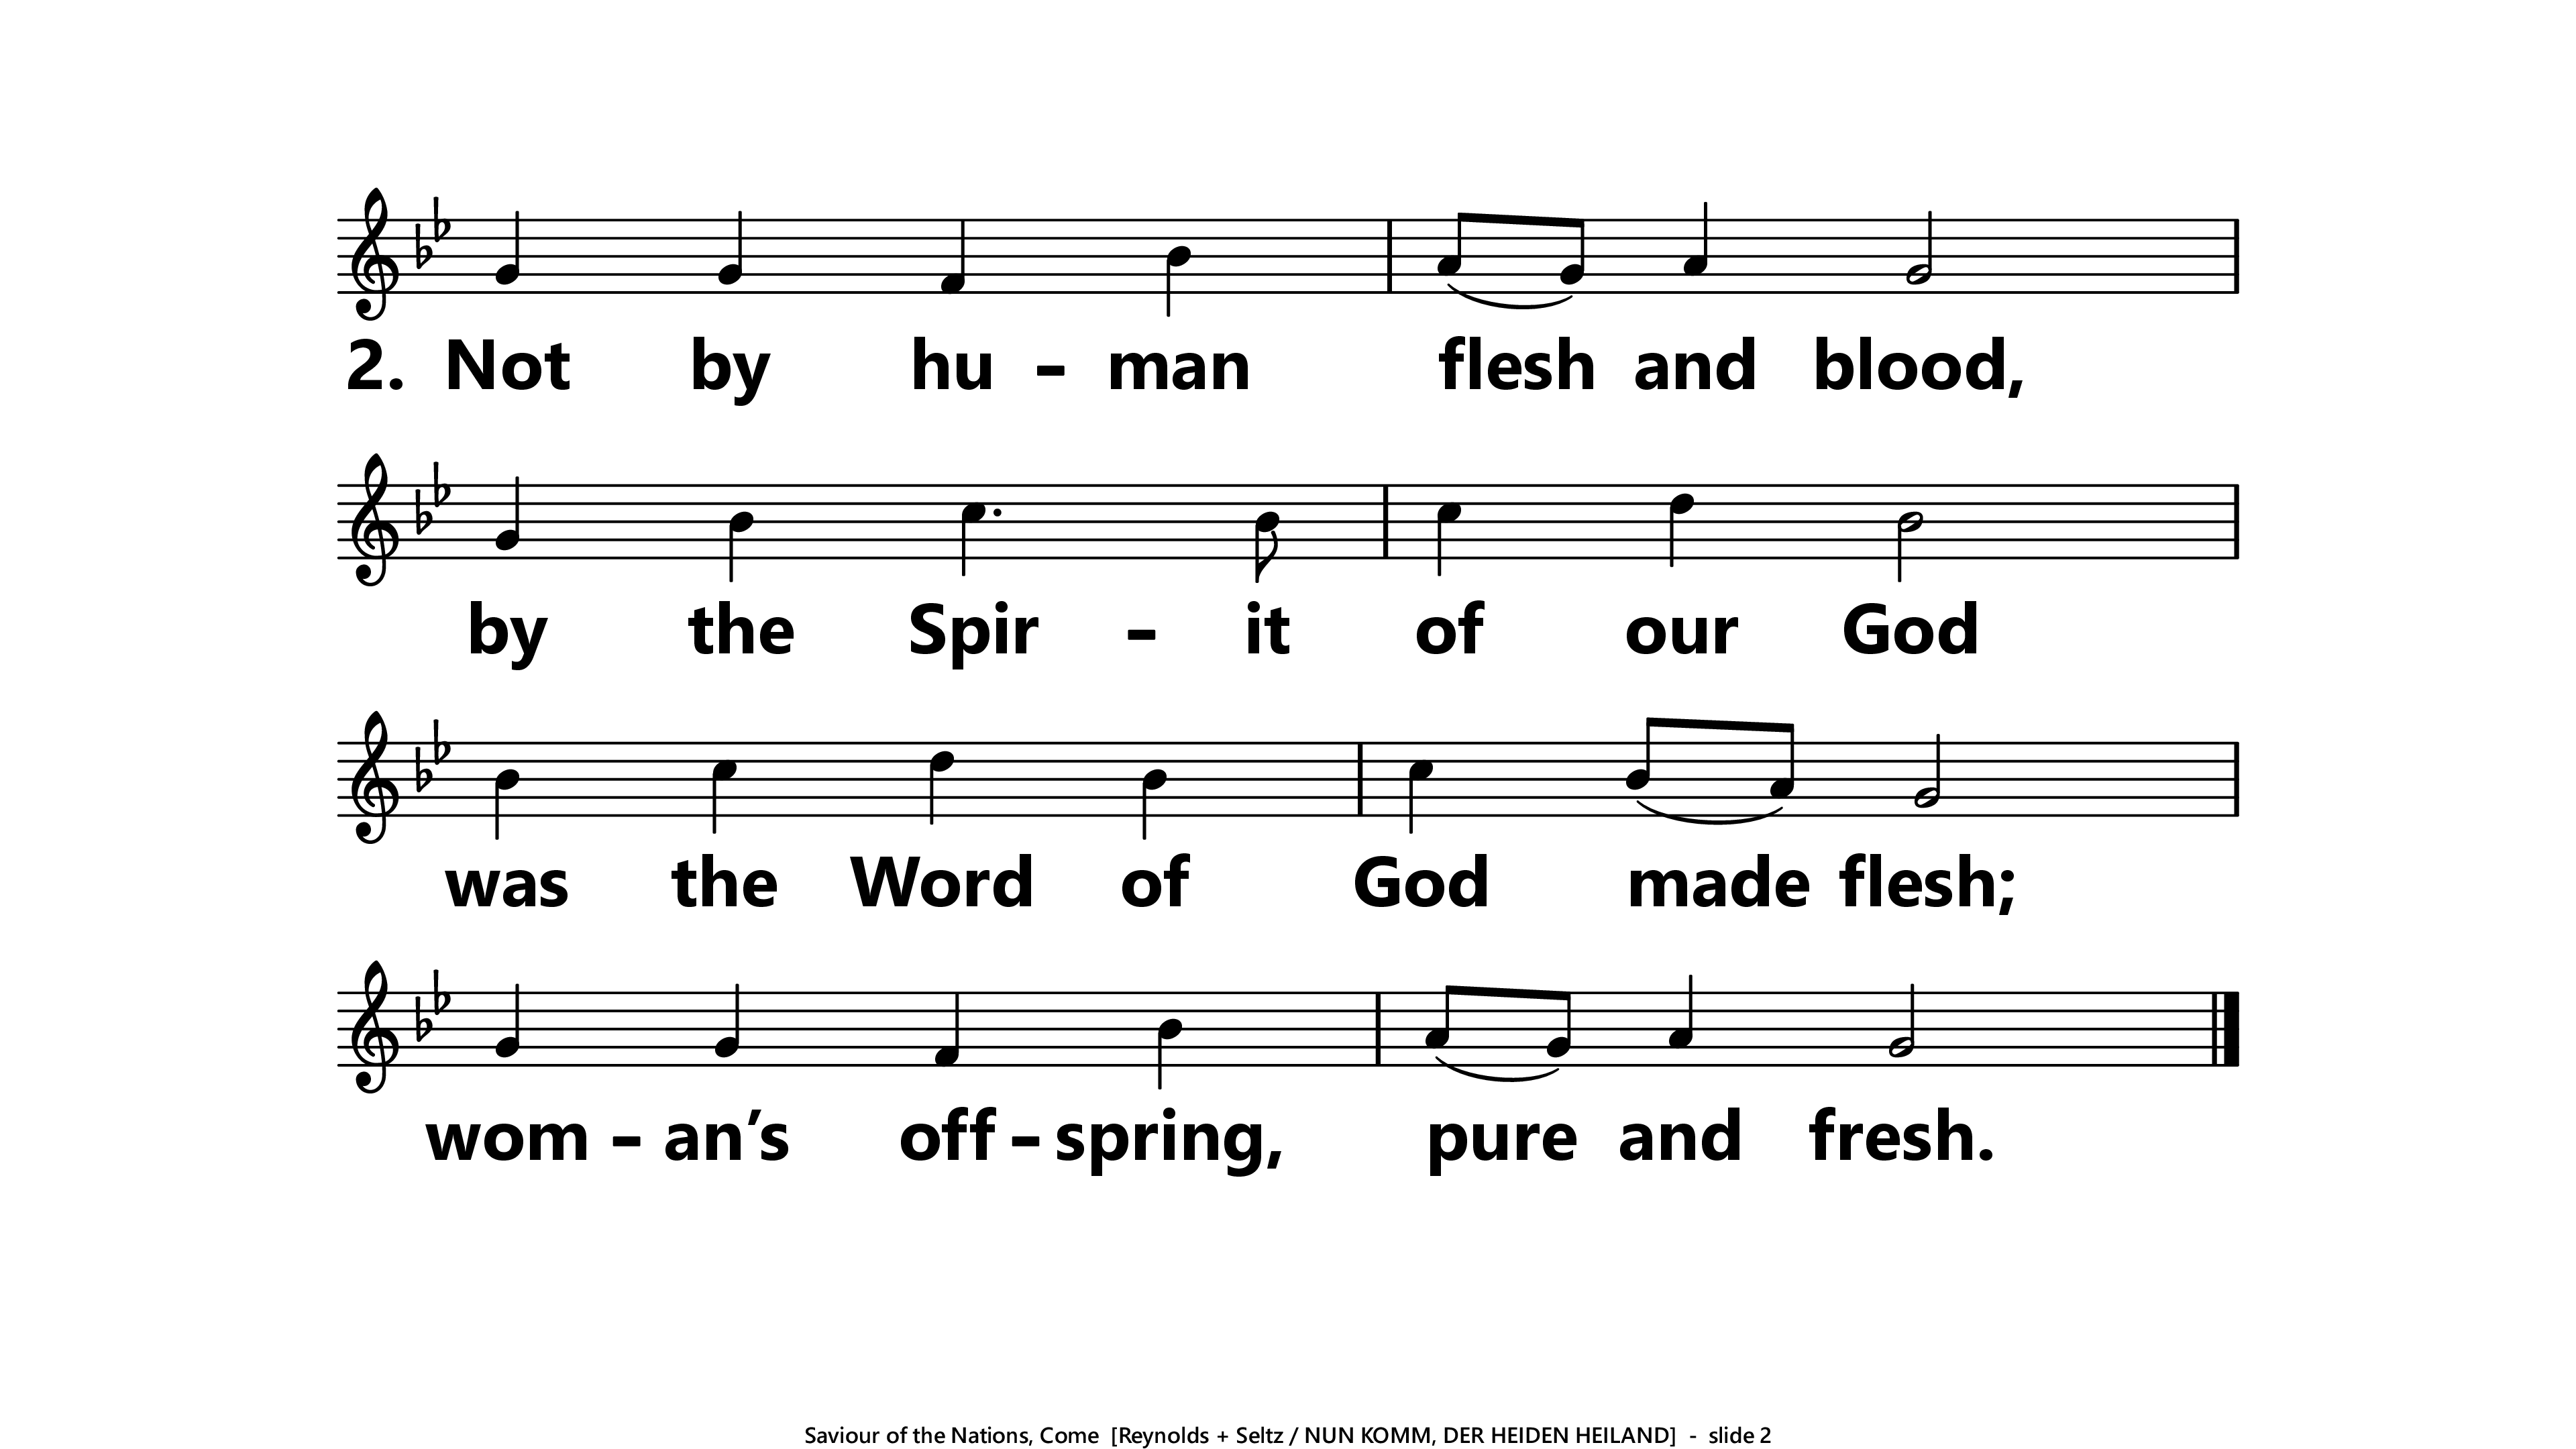 2. Not by hu - man flesh and blood,
by the Spir - it of our God
was the Word of God made flesh;
wom - an’s off - spring, pure and fresh.
Saviour of the Nations, Come [Reynolds + Seltz / NUN KOMM, DER HEIDEN HEILAND] - slide 2